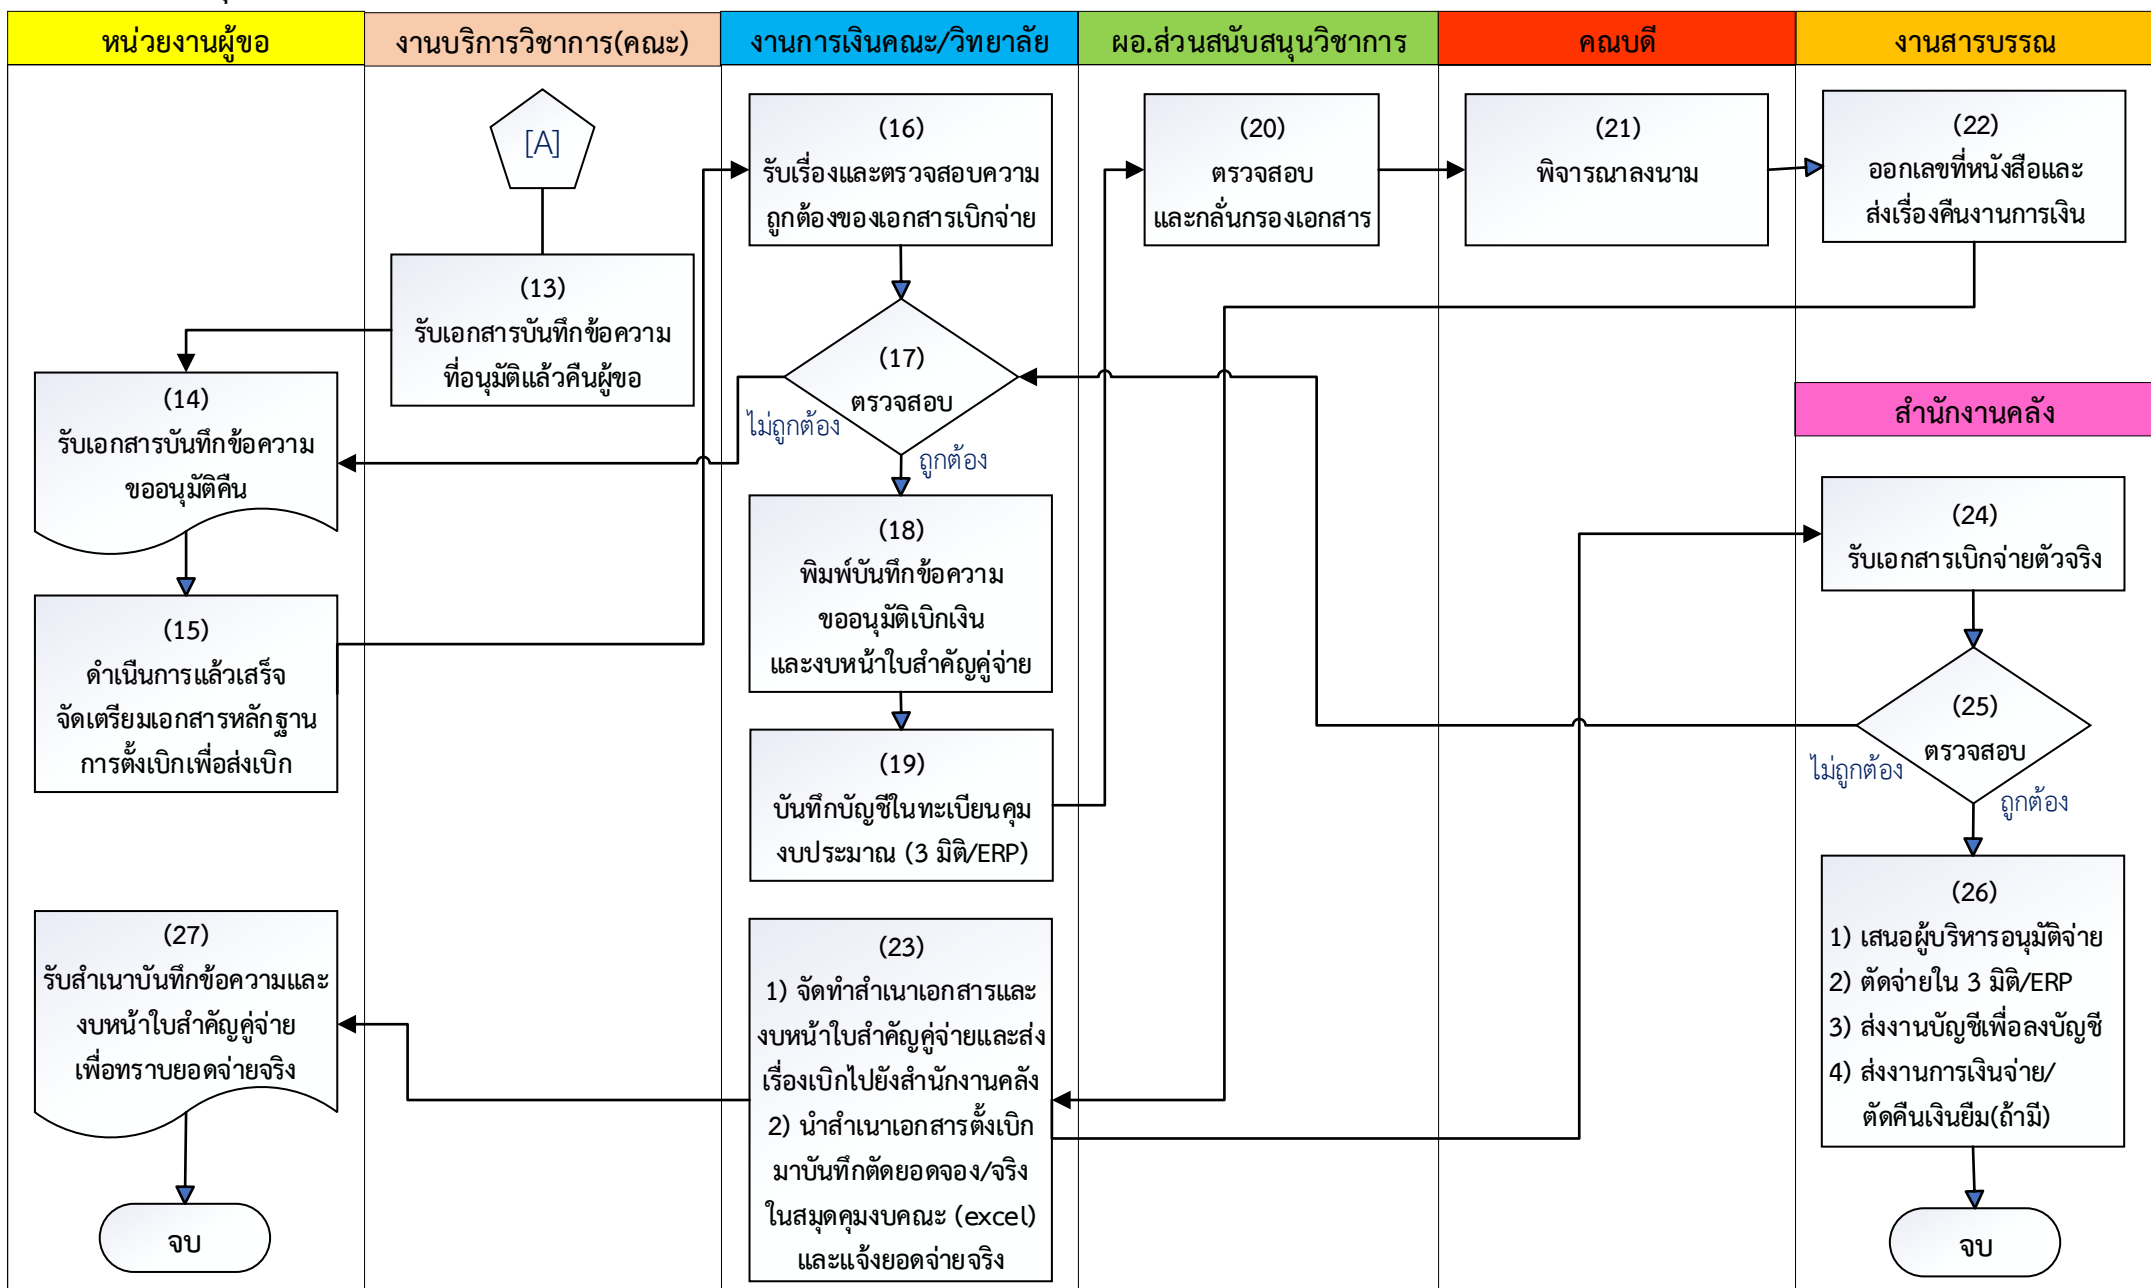 หน่วยงานผู้ขอ
งานบริการวิชาการ(คณะ)
งานการเงินคณะ/วิทยาลัย
ผอ.ส่วนสนับสนุนวิชาการ
คณบดี
งานสารบรรณ
[A]
(13)
รับเอกสารบันทึกข้อความ
ที่อนุมัติแล้วคืนผู้ขอ
(14)
รับเอกสารบันทึกข้อความ
ขออนุมัติคืน
(15)
ดำเนินการแล้วเสร็จ
จัดเตรียมเอกสารหลักฐาน
การตั้งเบิกเพื่อส่งเบิก
(16)
รับเรื่องและตรวจสอบความ
ถูกต้องของเอกสารเบิกจ่าย
(17)
ตรวจสอบ
ไม่ถูกต้อง
ถูกต้อง
(18)
พิมพ์บันทึกข้อความ
ขออนุมัติเบิกเงิน
และงบหน้าใบสำคัญคู่จ่าย
(19)
บันทึกบัญชีในทะเบียนคุม
งบประมาณ (3 มิติ/ERP)
(20)
ตรวจสอบ
และกลั่นกรองเอกสาร
(21)
พิจารณาลงนาม
(22)
ออกเลขที่หนังสือและ
ส่งเรื่องคืนงานการเงิน
(23)
1) จัดทำสำเนาเอกสารและ
งบหน้าใบสำคัญคู่จ่ายและส่ง
เรื่องเบิกไปยังสำนักงานคลัง
2) นำสำเนาเอกสารตั้งเบิก
มาบันทึกตัดยอดจอง/จริง
ในสมุดคุมงบคณะ (excel)
และแจ้งยอดจ่ายจริง
สำนักงานคลัง
(24)
รับเอกสารเบิกจ่ายตัวจริง
(25)
ตรวจสอบ
ไม่ถูกต้อง
ถูกต้อง
(26)
1) เสนอผู้บริหารอนุมัติจ่าย
2) ตัดจ่ายใน 3 มิติ/ERP
3) ส่งงานบัญชีเพื่อลงบัญชี
4) ส่งงานการเงินจ่าย/
ตัดคืนเงินยืม(ถ้ามี)
จบ
(27)
รับสำเนาบันทึกข้อความและ
งบหน้าใบสำคัญคู่จ่าย
เพื่อทราบยอดจ่ายจริง
จบ